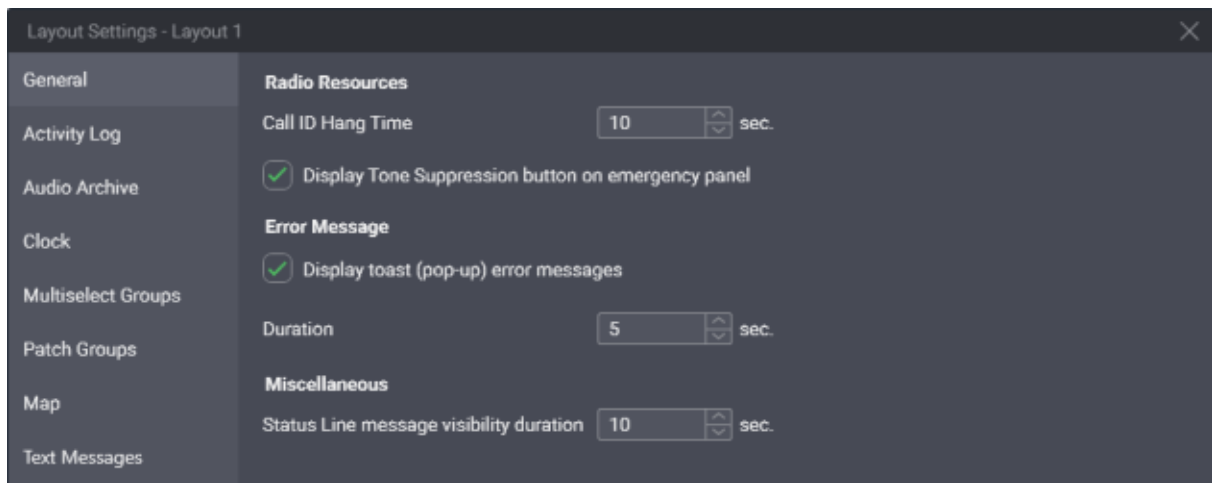 Layout Settings - Layout 1
General
Activity Log
Audio Archive
Clock
Multiselect Groups
Patch Groups
Map
Text Messages
Radio Resources
Call ID Hang Time 10 sec.
Display Tone Suppression button on emergency panel
Error Message
Display toast (pop-up) error messages
Duration 5 sec.
Miscellaneous
Status Line message visibility duration 10 sec.